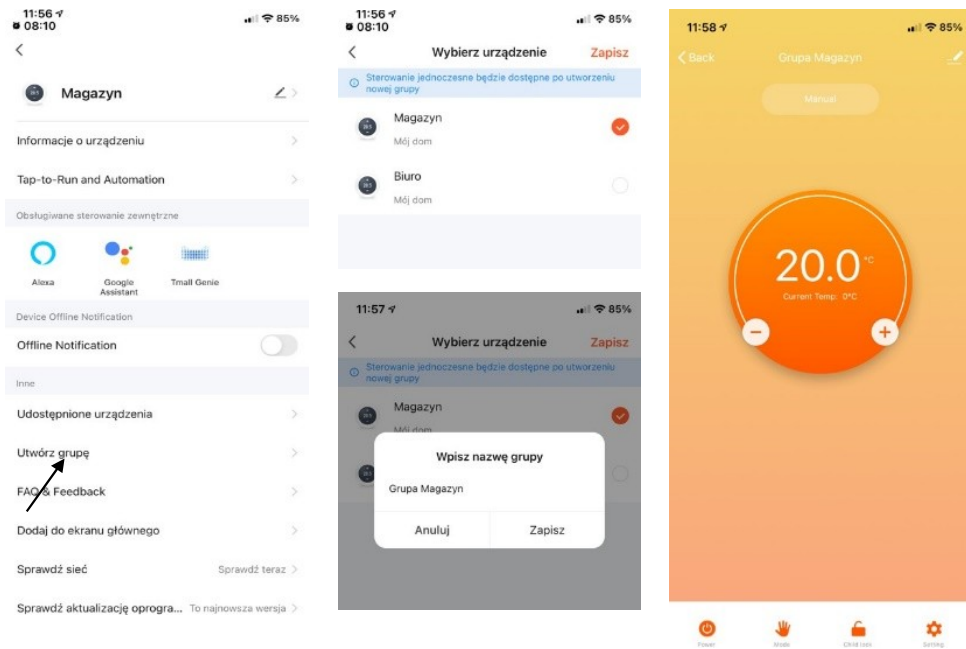 11:56
08:10
85%
Magazyn
Informacje o urządzeniu
Tap-to-Run and Automation
Obsługiwane sterowanie zewnętrzne
Alexa
Google
Assistant
Tmall Genie
Device Offline Notification
Offline Notification
Inne
Udostępnione urządzenia
Utwórz grupę
FAQ & Feedback
Dodaj do ekranu głównego
Sprawdź sieć Sprawdź teraz
Sprawdź aktualizację oprogra... To najnowsza wersja
11:56
08:10
85%
Wybierz urządzenie Zapisz
Sterowanie jednoczesne będzie dostępne po utworzeniu
nowej grupy
Magazyn
Mój dom
Biuro
Mój dom
11:57
85%
Wybierz urządzenie Zapisz
Sterowanie jednoczesne będzie dostępne po utworzeniu
nowej grupy
Magazyn
Mój dom
Wpisz nazwę grupy
Grupa Magazyn
Anuluj Zapisz
11:58
85%
Back Grupa Magazyn
Manual
20.0 °C
Current Temp: 0°C
Power Mode Child lock Setting